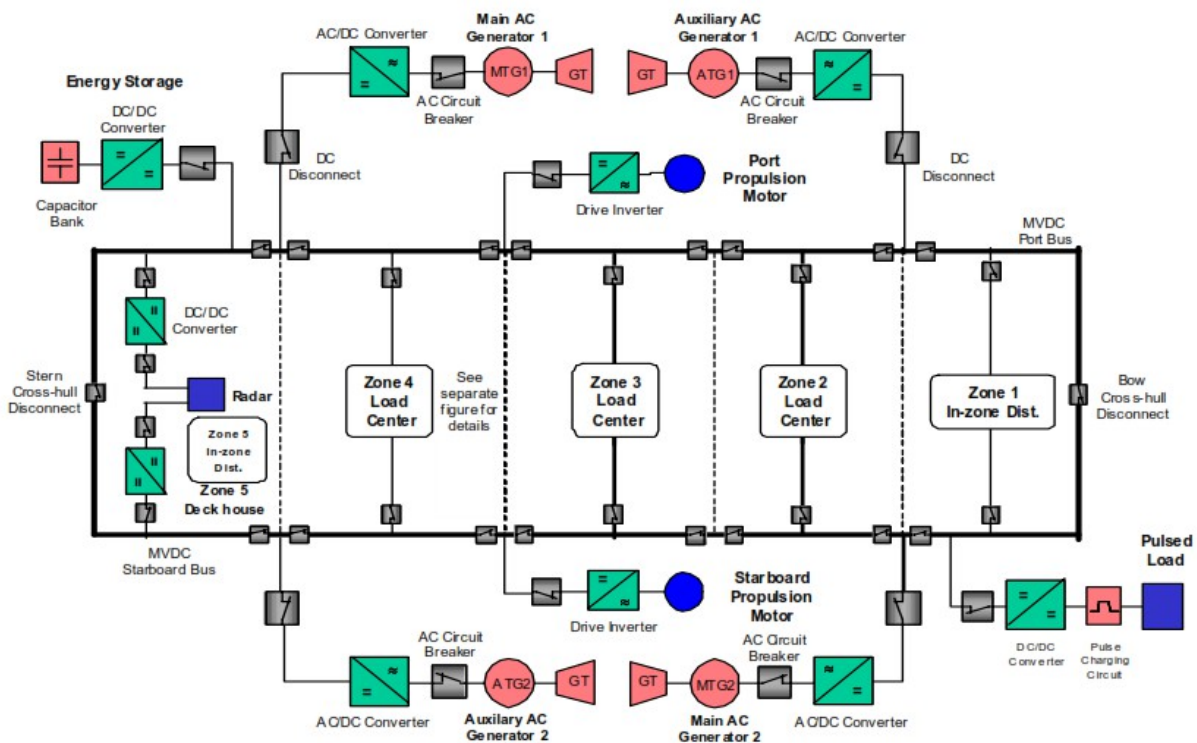 Main AC
Generator 1
Auxiliary AC
Generator 1
AC/DC Converter
AC/DC Converter
MTG1
GT
GT
ATG1
AC Circuit
Breaker
AC Circuit
Breaker
Energy Storage
DC/DC
Converter
Capacitor
Bank
DC
Disconnect
Drive Inverter
Port
Propulsion
Motor
DC
Disconnect
MVDC
Port Bus
DC/DC
Converter
Stern
Cross-hull
Disconnect
Radar
Zone 5
In-zone
Dist.
Zone 5
Deck house
Zone 4
Load
Center
See
separate
figure for
details
Zone 3
Load
Center
Zone 2
Load
Center
Zone 1
In-zone Dist.
Bow
Cross-hull
Disconnect
MVDC
Starboard Bus
Drive Inverter
Starboard
Propulsion
Motor
Pulsed
Load
DC/DC
Converter
Pulse
Charging
Circuit
AC Circuit
Breaker
AC Circuit
Breaker
ATG2
GT
GT
MTG2
AC/DC Converter
Auxilary AC
Generator 2
Main AC
Generator 2
AC/DC Converter